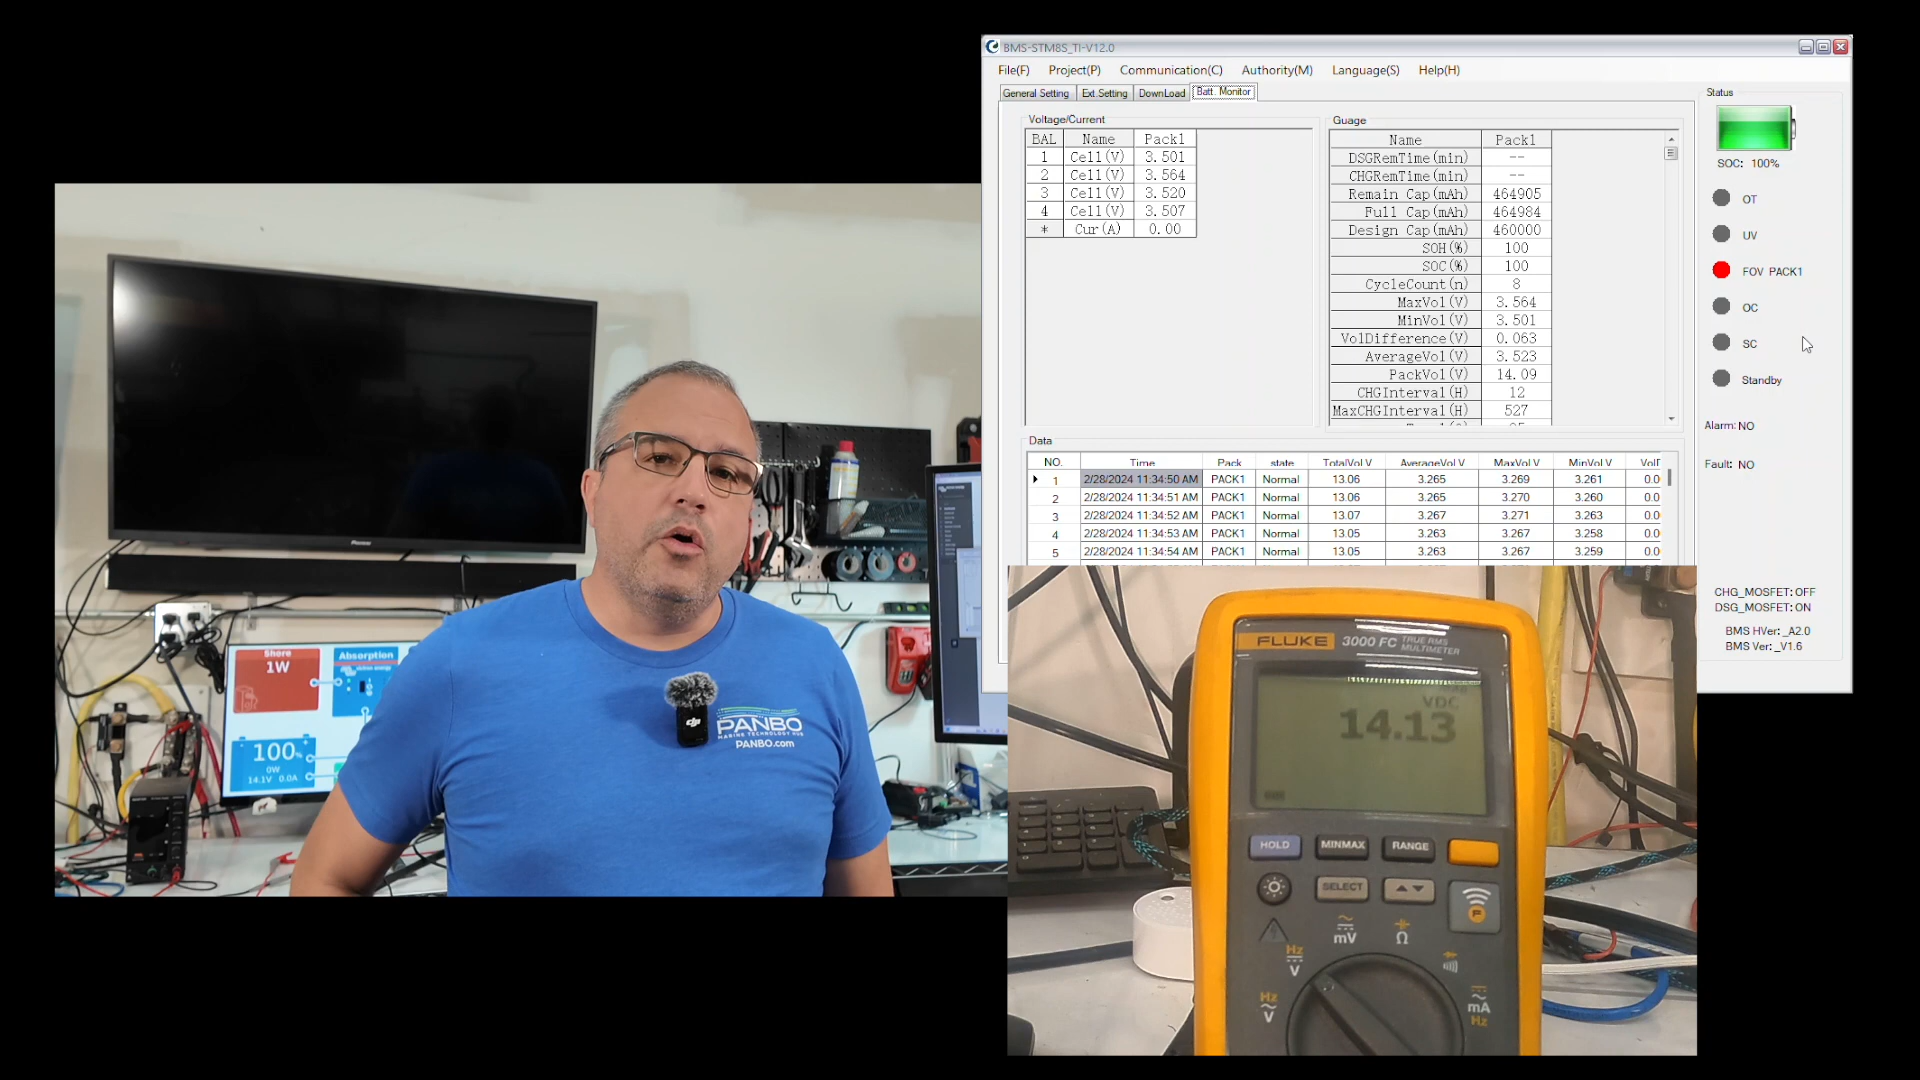 BMS-STM8S_TI-V12.0
File(F) Project(P) Communication(C) Authority(M) Language(S) Help(H)
General Setting Ext.Setting DownLoad Batt. Monitor
Voltage/Current
BAL Name Pack1
1 Cell(V) 3.501
2 Cell(V) 3.564
3 Cell(V) 3.520
4 Cell(V) 3.507
* Cur(A) 0.00
Guage
Name Pack1
DSGRemTime(min) --
CHGRemTime(min) --
Remain Cap(mAh) 464905
Full Cap(mAh) 464984
Design Cap(mAh) 460000
SOH(%) 100
SOC(%) 100
CycleCount(n) 8
MaxVol(V) 3.564
MinVol(V) 3.501
VolDifference(V) 0.063
AverageVol(V) 3.523
PackVol(V) 14.09
CHGInterval(H) 12
MaxCHGInterval(H) 527
Status
SOC: 100%
OT
UV
FOV PACK1
OC
SC
Standby
Alarm:NO
Fault: NO
CHG_MOSFET:OFF
DSG_MOSFET:ON
BMS HVer:_A2.0
BMS Ver:_V1.6
Data
NO. Time Pack state TotalVol V AverageVol V MaxVol V MinVol V
1 2/28/2024 11:34:50 AM PACK1 Normal 13.06 3.265 3.269 3.261 0.0
2 2/28/2024 11:34:51 AM PACK1 Normal 13.06 3.265 3.270 3.260 0.0
3 2/28/2024 11:34:52 AM PACK1 Normal 13.07 3.267 3.271 3.263 0.0
4 2/28/2024 11:34:53 AM PACK1 Normal 13.05 3.263 3.267 3.258 0.0
5 2/28/2024 11:34:54 AM PACK1 Normal 13.05 3.263 3.267 3.259 0.0
Pioneer
Shore
1W
Absorption
100%
0W
14.1V 0.0A
dji
PANBO
MARINE TECHNOLOGY HUB
PANBO.com
FLUKE 3000 FC TRUE RMS
MULTIMETER
VDC
14.13
HOLD MINMAX RANGE
SELECT
F
mV Ω
Hz
V
Hz
V
mA
Hz